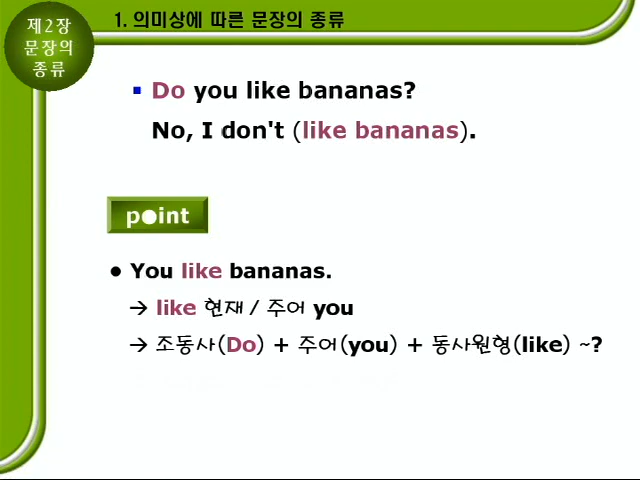 제2장
문장의
종류
1. 의미상에 따른 문장의 종류
▪ Do you like bananas?
No, I don't (like bananas).
point
● You like bananas.
→ like 현재 / 주어 you
→ 조동사(Do) + 주어(you) + 동사원형(like) ~?